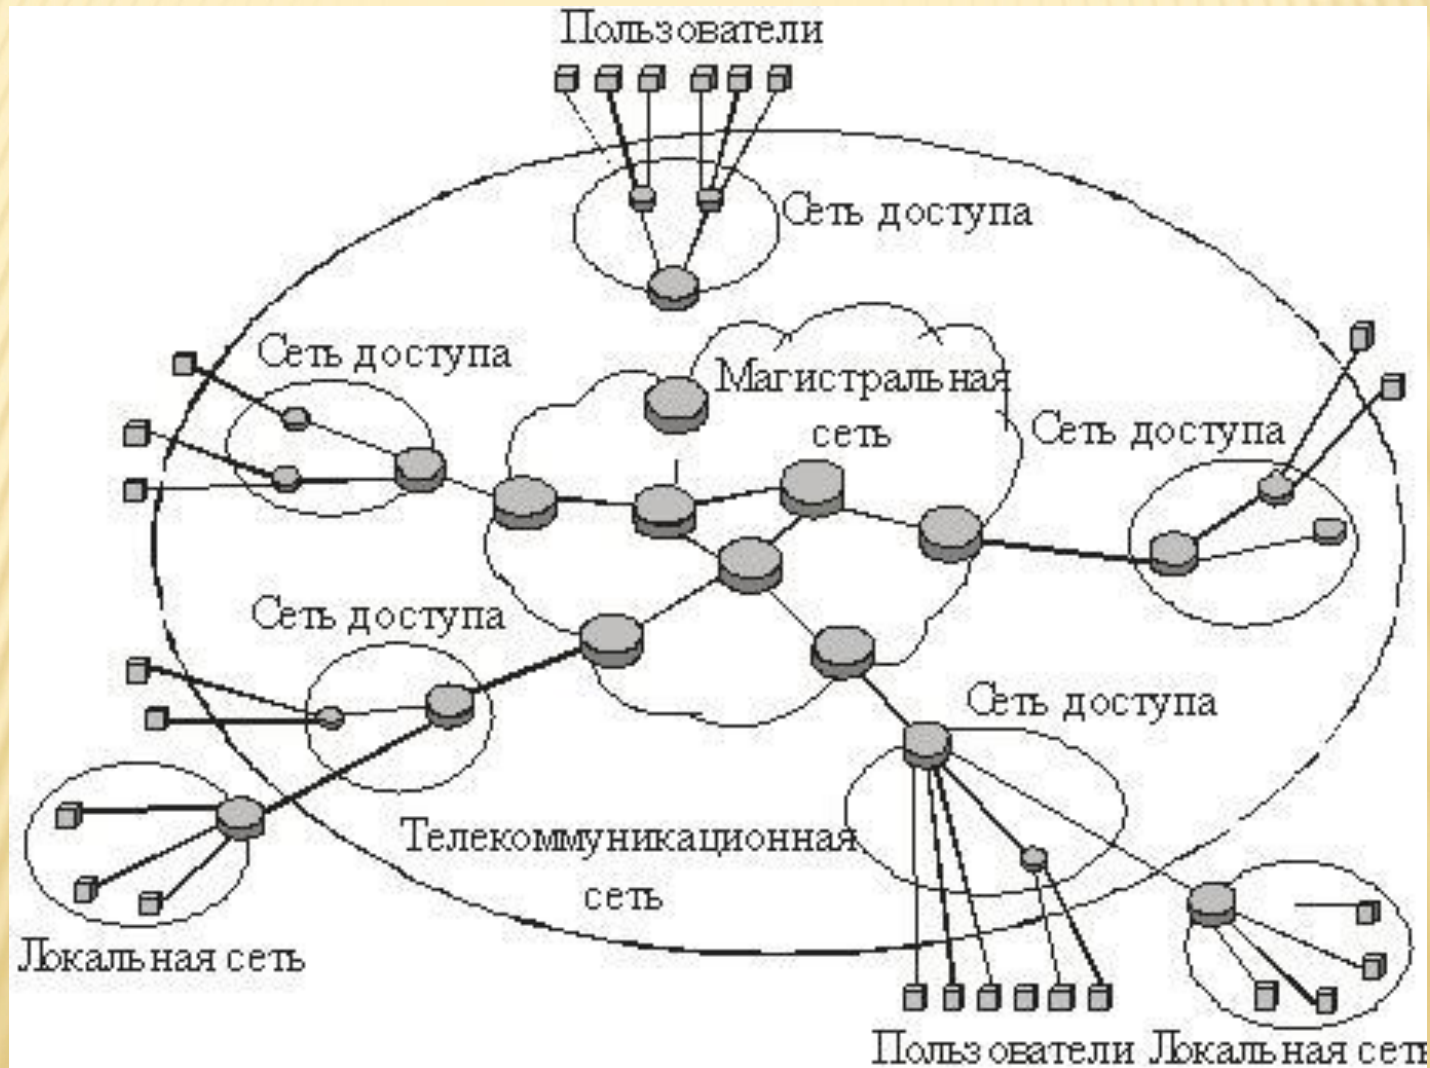 Пользователи
Сеть доступа
Сеть доступа
Магистральная
сеть
Сеть доступа
Сеть доступа
Сеть доступа
Телекоммуникационная
сеть
Локальная сеть
Пользователи
Локальная сеть